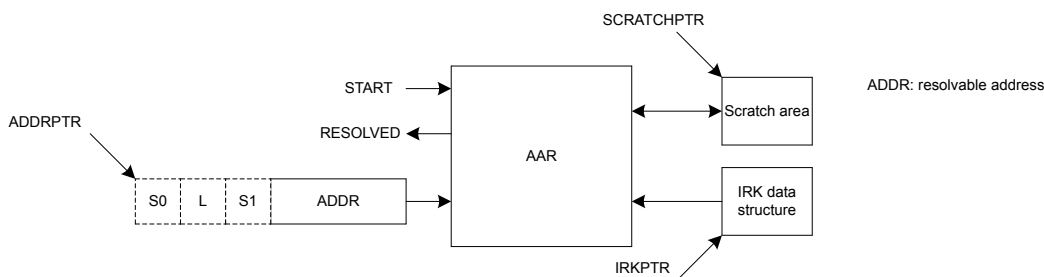 SCRATCHPTR
START
Scratch area
ADDR: resolvable address
ADDRPTR
RESOLVED
AAR
S0 L S1 ADDR
IRK data
structure
IRKPTR